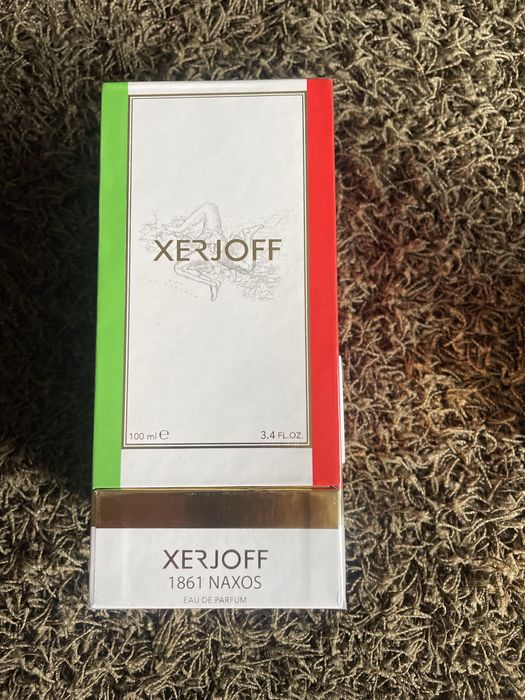 XERJOFF
100 ml ℮ 3,4 FL.OZ.
XERJOFF
1861 NAXOS
EAU DE PARFUM